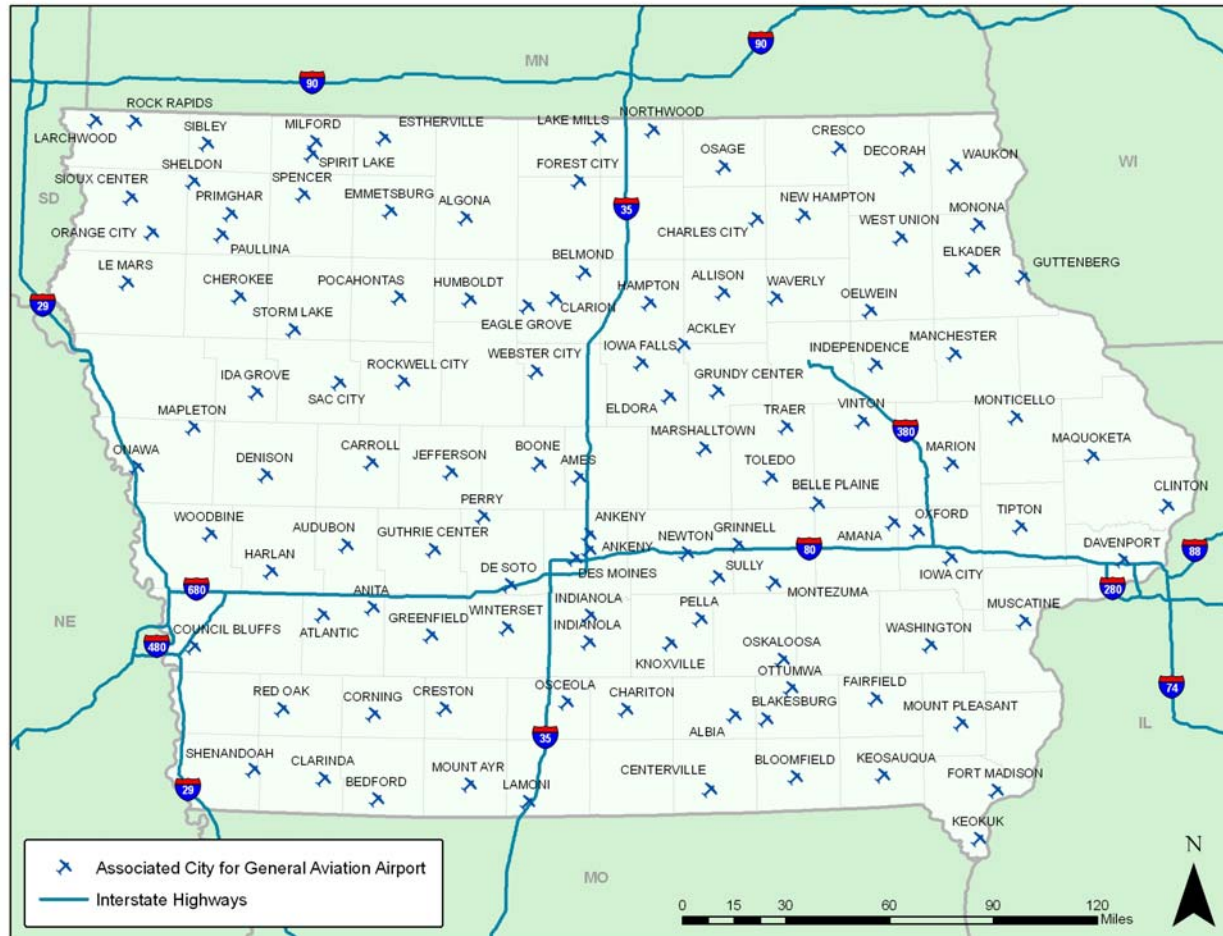 90
MN
90
ROCK RAPIDS
LARCHWOOD
SIBLEY
MILFORD
ESTHERVILLE
LAKE MILLS
NORTHWOOD
CRESCO
SPIRIT LAKE
SHELDON
FOREST CITY
OSAGE
DECORAH
WAUKON
WI
SD
SIOUX CENTER
PRIMGHAR
SPENCER
EMMETSBURG
ALGONA
35
NEW HAMPTON
MONONA
ORANGE CITY
PAULLINA
CHARLES CITY
WEST UNION
ELKADER
GUTTENBERG
LE MARS
CHEROKEE
POCAHONTAS
HUMBOLDT
BELMOND
HAMPTON
ALLISON
WAVERLY
29
STORM LAKE
EAGLE GROVE
CLARION
OELWEIN
ACKLEY
MANCHESTER
WEBSTER CITY
IOWA FALLS
INDEPENDENCE
IDA GROVE
SAC CITY
ROCKWELL CITY
GRUNDY CENTER
MAPLETON
ELDORA
TRAER
VINTON
380
MONTICELLO
ONAWA
DENISON
CARROLL
JEFFERSON
BOONE
AMES
MARSHALLTOWN
TOLEDO
MARION
MAQUOKETA
BELLE PLAINE
CLINTON
WOODBINE
AUDUBON
GUTHRIE CENTER
PERRY
ANKENY
OXFORD
TIPTON
HARLAN
ANKENY
NEWTON
GRINNELL
80
AMANA
DAVENPORT
88
680
DE SOTO
DES MOINES
SULLY
MONTEZUMA
IOWA CITY
280
ANITA
WINTERSET
INDIANOLA
PELLA
MUSCATINE
NE
480
COUNCIL BLUFFS
ATLANTIC
GREENFIELD
INDIANOLA
KNOXVILLE
OSKALOOSA
WASHINGTON
OTTUMWA
74
RED OAK
CORNING
CRESTON
OSCEOLA
CHARITON
BLAKESBURG
FAIRFIELD
MOUNT PLEASANT
IL
35
ALBIA
SHENANDOAH
CLARINDA
BEDFORD
MOUNT AYR
LAMONI
CENTERVILLE
BLOOMFIELD
KEOSAUQUA
FORT MADISON
29
KEOKUK
MO
N
Associated City for General Aviation Airport
Interstate Highways
0 15 30 60 90 120
Miles